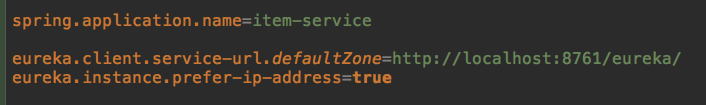 spring.application.name=item-service
eureka.client.service-url.defaultZone=http://localhost:8761/eureka/
eureka.instance.prefer-ip-address=true